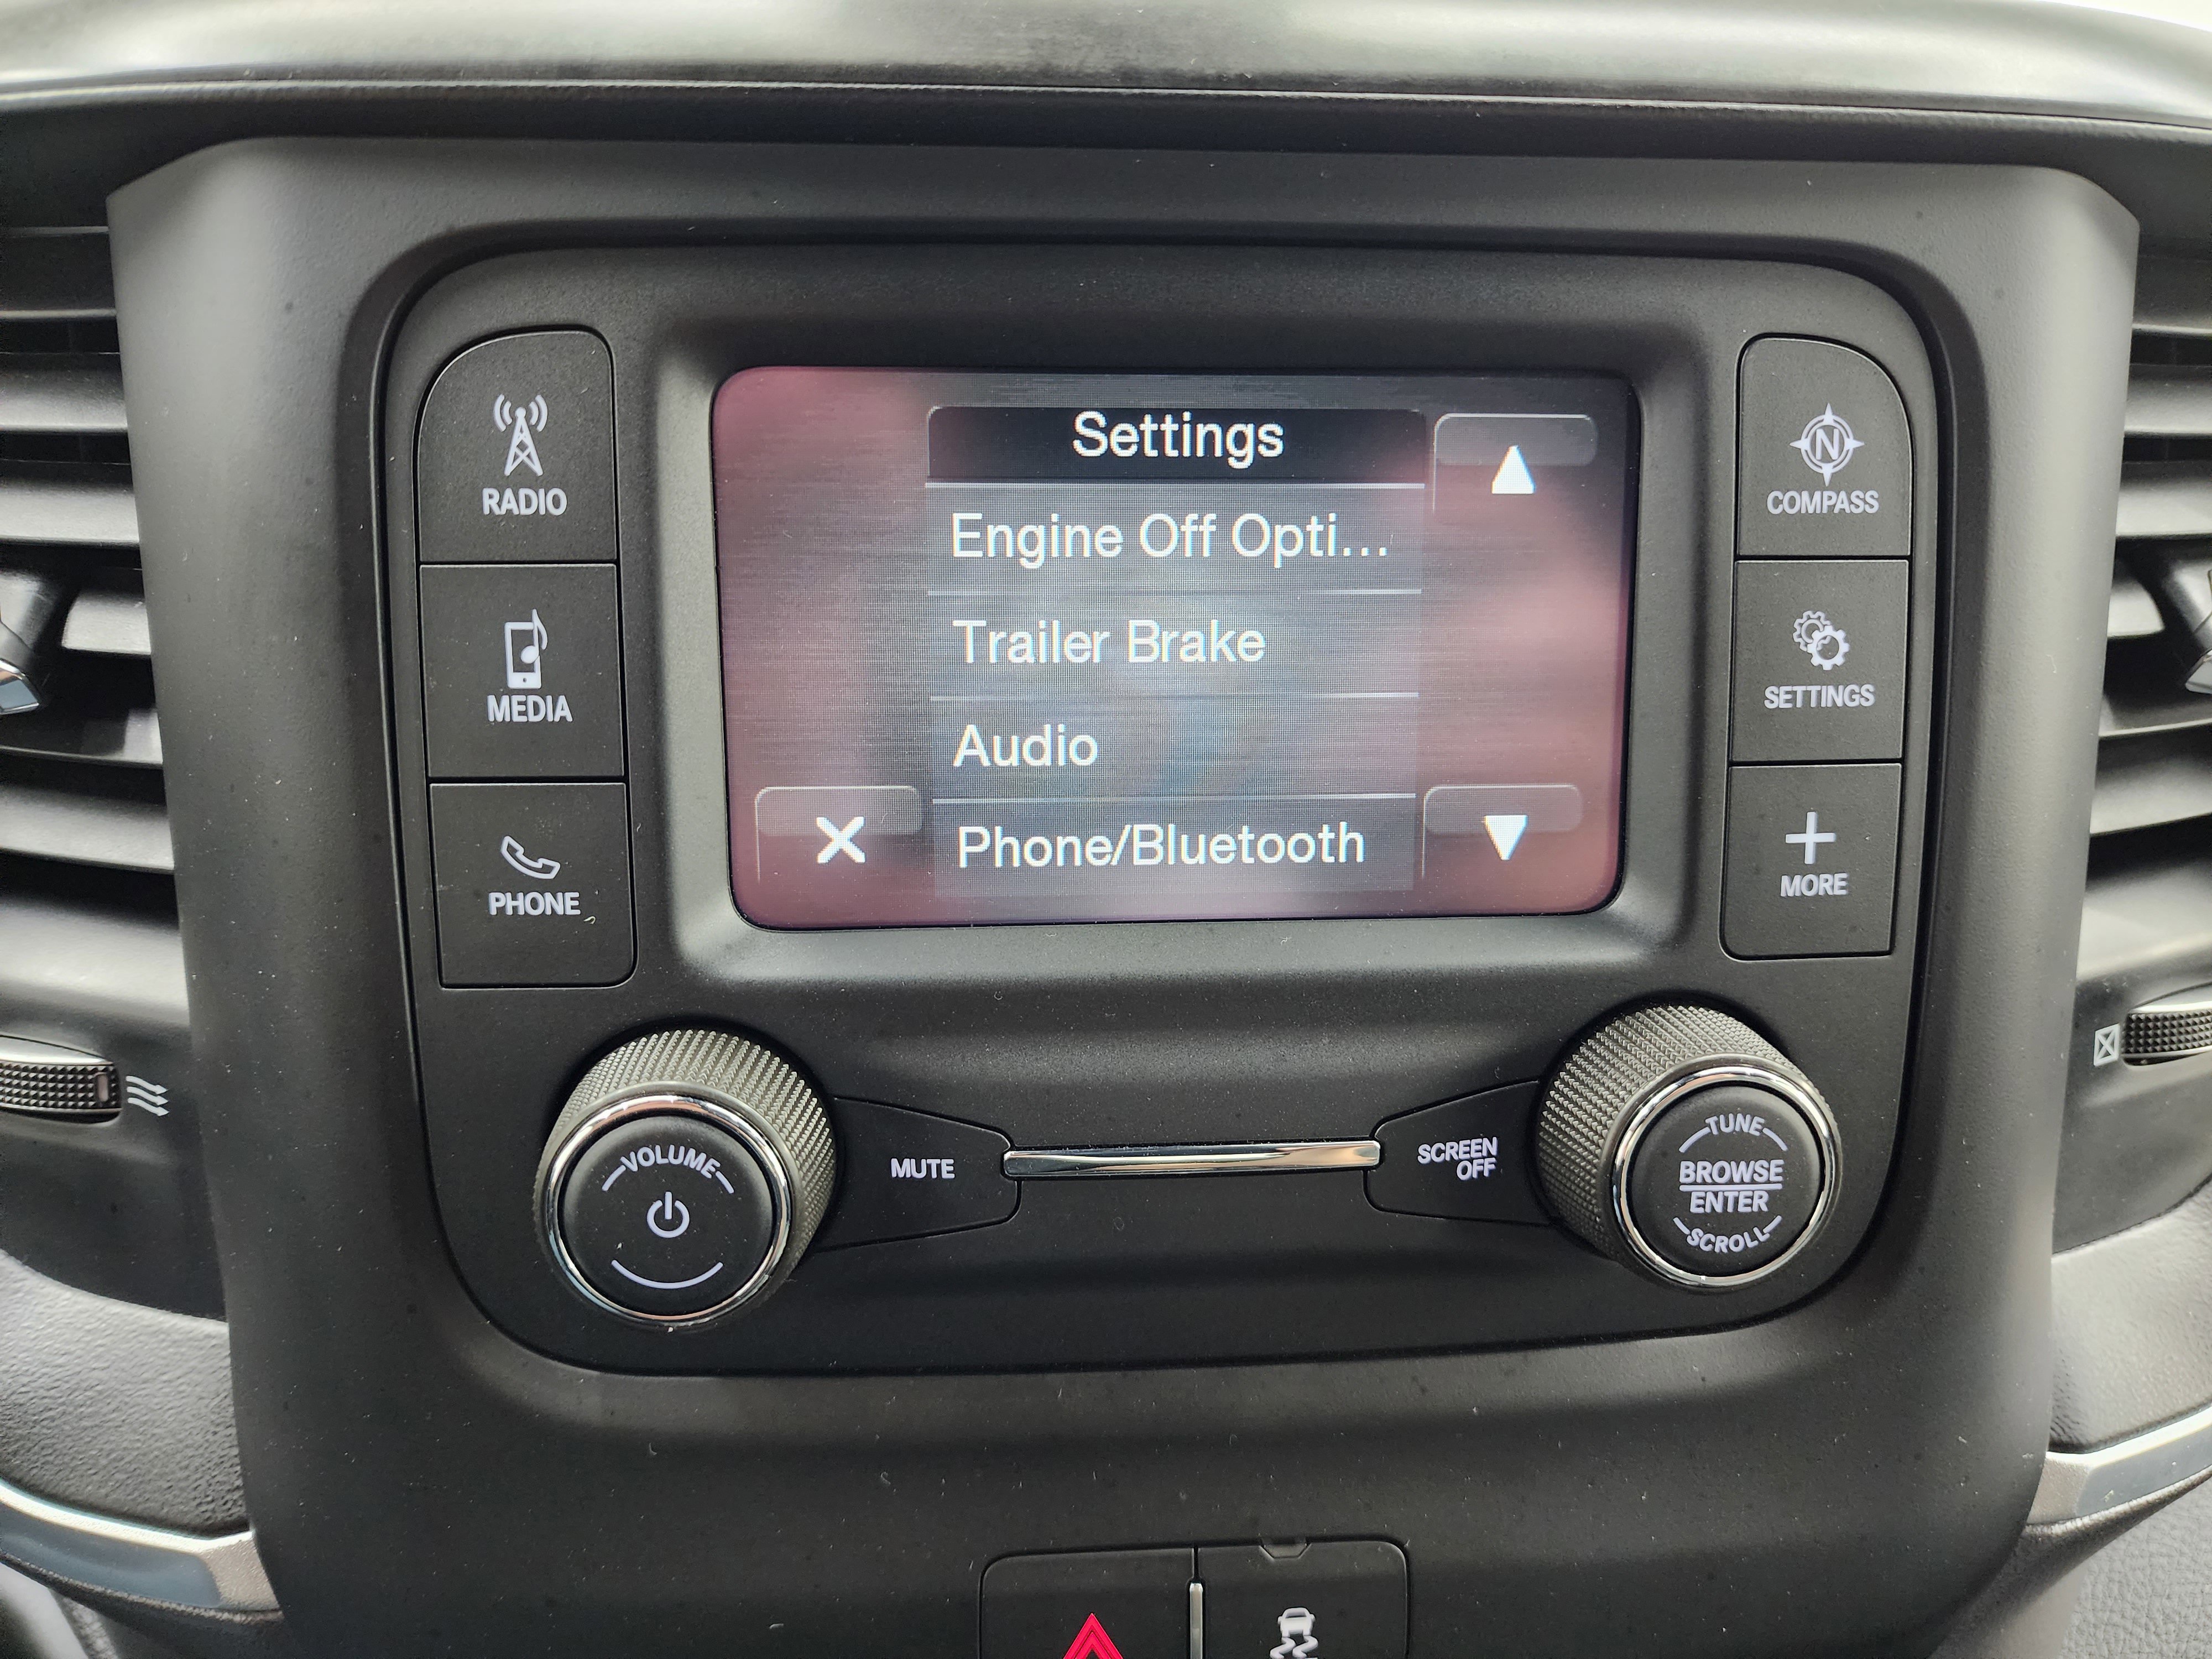 Settings
Engine Off Opti...
Trailer Brake
Audio
Phone/Bluetooth
RADIO
MEDIA
PHONE
N
COMPASS
SETTINGS
MORE
VOLUME
MUTE
SCREEN
OFF
TUNE
BROWSE
ENTER
SCROLL